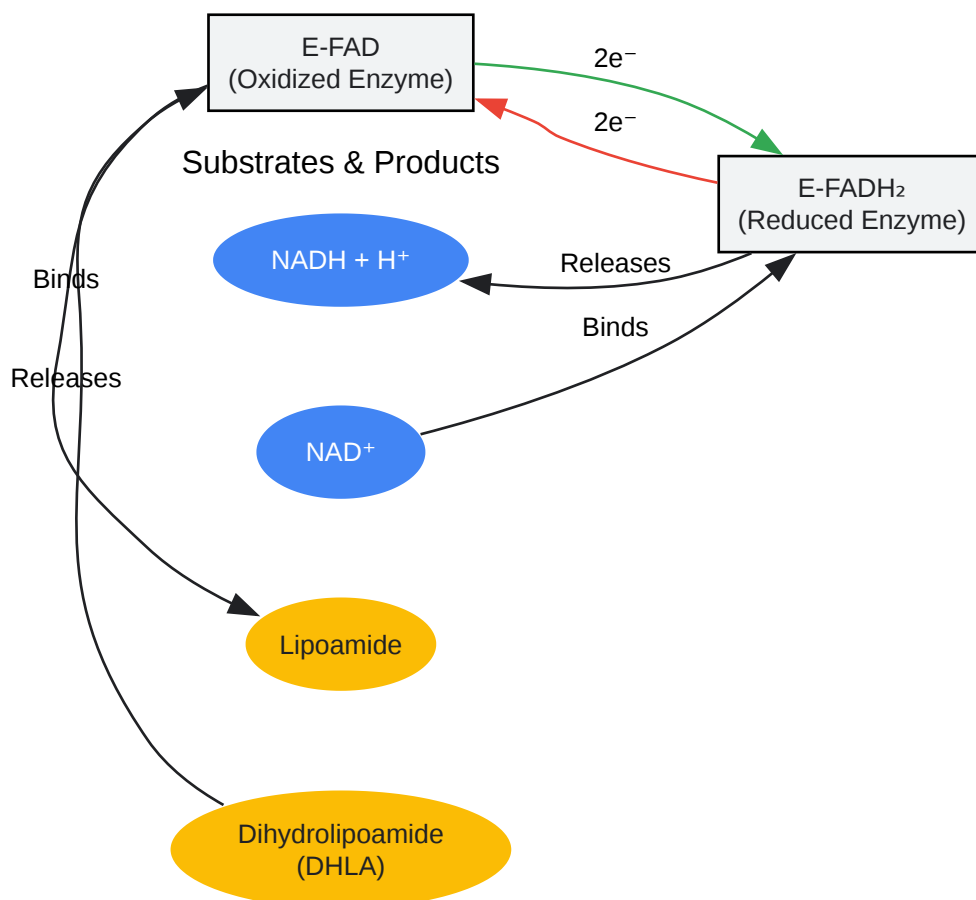 E-FAD
(Oxidized Enzyme)
2e⁻
2e⁻
Substrates & Products
E-FADH₂
(Reduced Enzyme)
NADH + H⁺
Releases
Binds
Binds
Releases
NAD⁺
Lipoamide
Dihydrolipoamide
(DHLA)